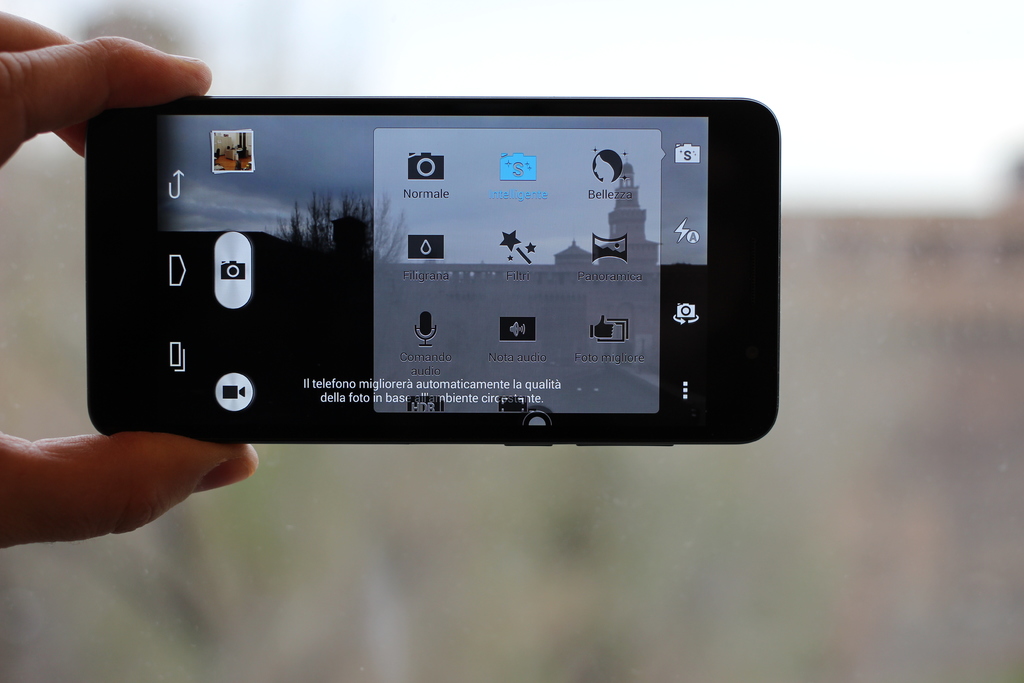 Normale
Intelligente
Bellezza
Filigrana
Filtri
Panoramica
Comando
audio
Nota audio
Foto migliore
Il telefono migliorerà automaticamente la qualità
della foto in base all'ambiente circostante.
HDR
S
A